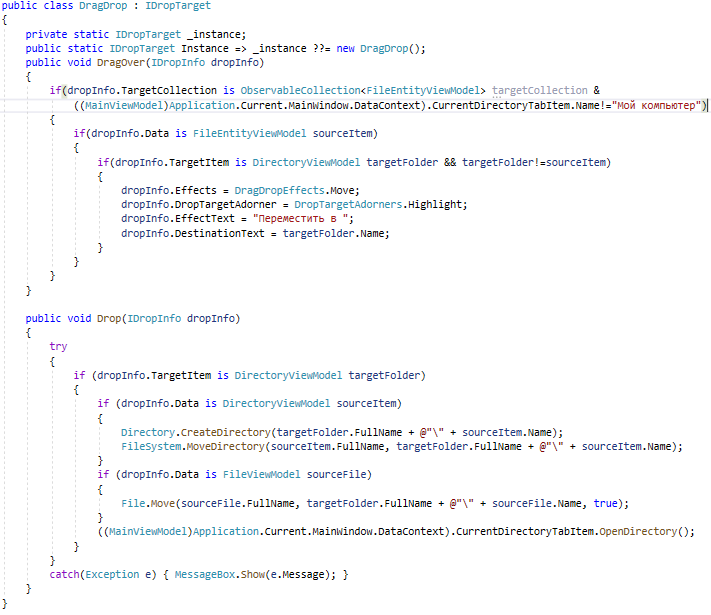 public class DragDrop : IDropTarget
{
private static IDropTarget _instance;
public static IDropTarget Instance => _instance ??= new DragDrop();
public void DragOver(IDropInfo dropInfo)
{
if(dropInfo.TargetCollection is ObservableCollection<FileEntityViewModel> targetCollection &
((MainViewModel)Application.Current.MainWindow.DataContext).CurrentDirectoryTabItem.Name!="Мой компьютер")
{
if(dropInfo.Data is FileEntityViewModel sourceItem)
{
if(dropInfo.TargetItem is DirectoryViewModel targetFolder && targetFolder!=sourceItem)
{
dropInfo.Effects = DragDropEffects.Move;
dropInfo.DropTargetAdorner = DropTargetAdorners.Highlight;
dropInfo.EffectText = "Переместить в ";
dropInfo.DestinationText = targetFolder.Name;
}
}
}
}
public void Drop(IDropInfo dropInfo)
{
try
{
if (dropInfo.TargetItem is DirectoryViewModel targetFolder)
{
if (dropInfo.Data is DirectoryViewModel sourceItem)
{
Directory.CreateDirectory(targetFolder.FullName + @"\" + sourceItem.Name);
FileSystem.MoveDirectory(sourceItem.FullName, targetFolder.FullName + @"\" + sourceItem.Name);
}
if (dropInfo.Data is FileViewModel sourceFile)
{
File.Move(sourceFile.FullName, targetFolder.FullName + @"\" + sourceFile.Name, true);
}
((MainViewModel)Application.Current.MainWindow.DataContext).CurrentDirectoryTabItem.OpenDirectory();
}
}
catch(Exception e) { MessageBox.Show(e.Message); }
}
}